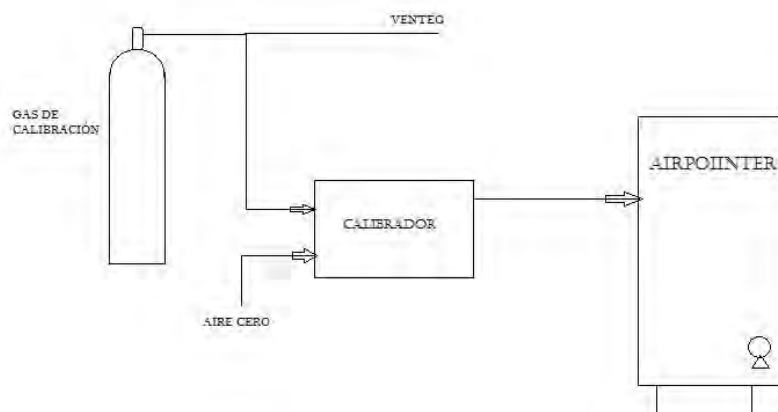 VENTEO
GAS DE
CALIBRACIÓN
AIRPOIINTER
CALIBRADOR
AIRE CERO